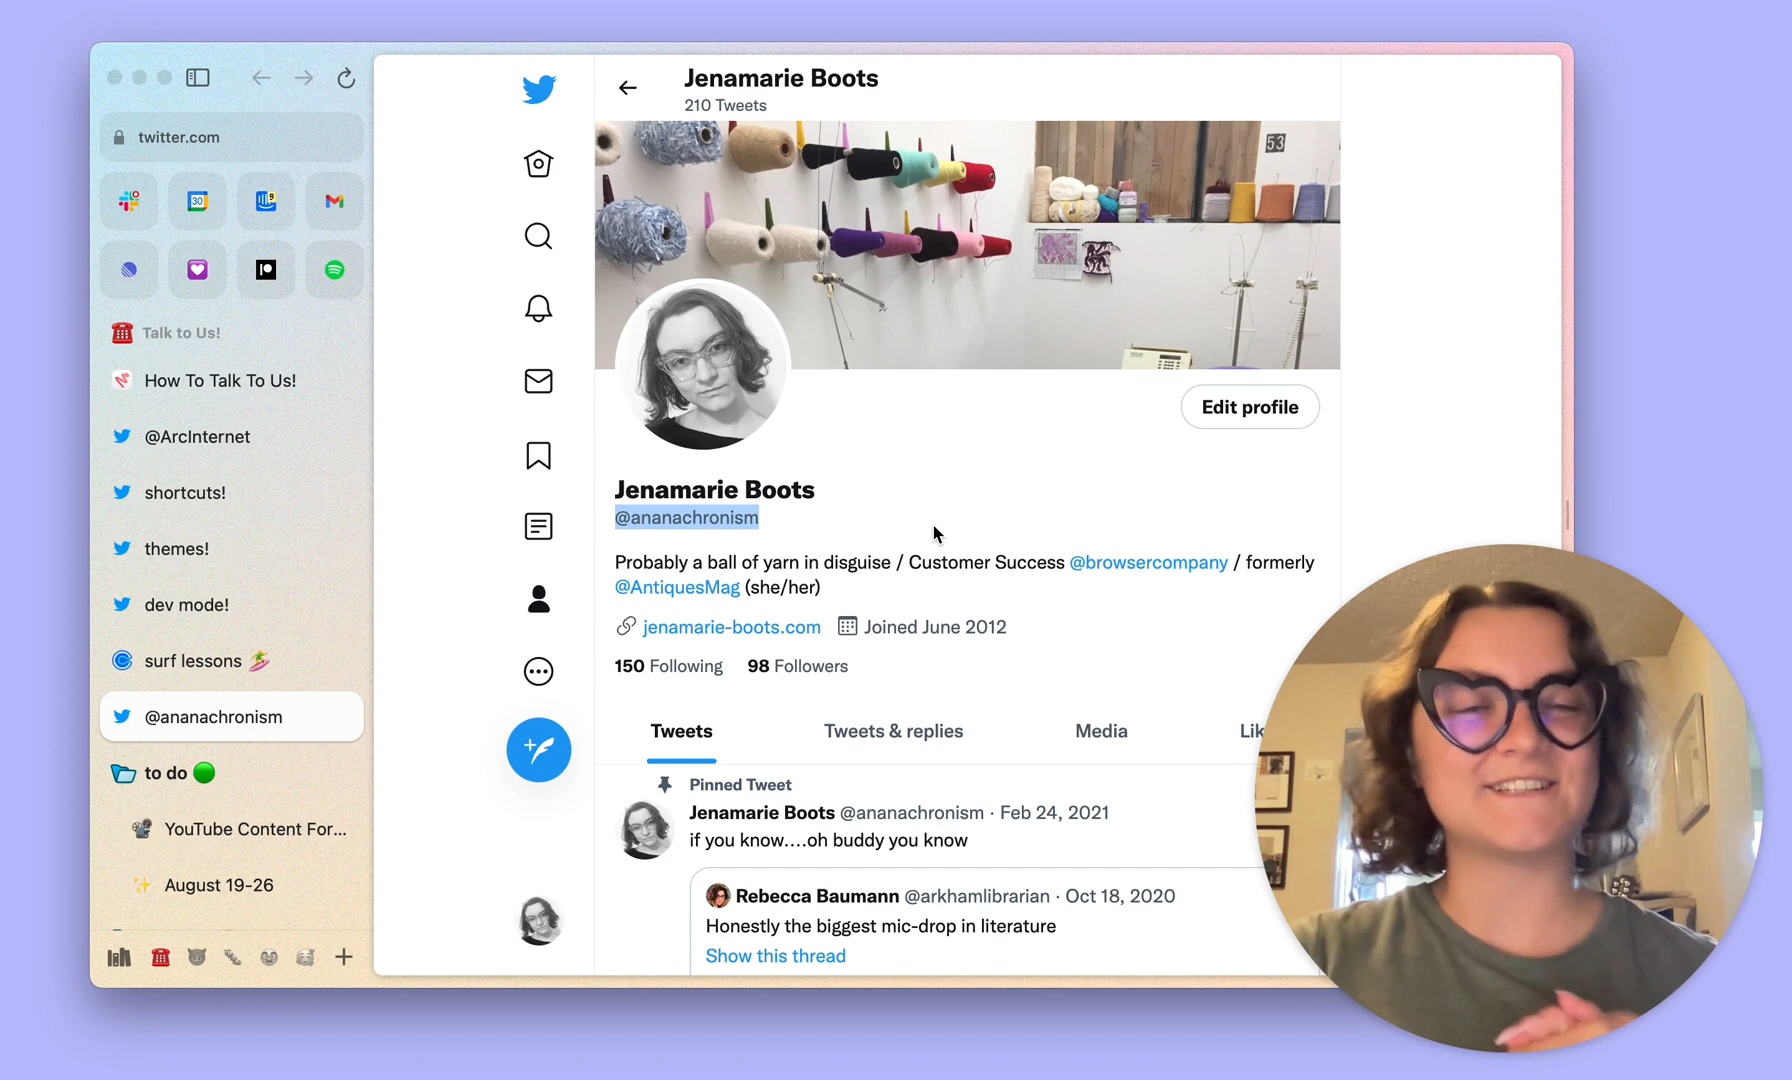 twitter.com
30
9
Talk to Us!
How To Talk To Us!
@ArcInternet
shortcuts!
themes!
dev mode!
surf lessons
@ananachronism
to do
YouTube Content For...
August 19-26
Jenamarie Boots
210 Tweets
53
Edit profile
Jenamarie Boots
@ananachronism
Probably a ball of yarn in disguise / Customer Success @browsercompany / formerly
@AntiquesMag (she/her)
jenamarie-boots.com Joined June 2012
150 Following 98 Followers
Tweets Tweets & replies Media Lik
Pinned Tweet
Jenamarie Boots @ananachronism · Feb 24, 2021
if you know....oh buddy you know
Rebecca Baumann @arkhamlibrarian · Oct 18, 2020
Honestly the biggest mic-drop in literature
Show this thread